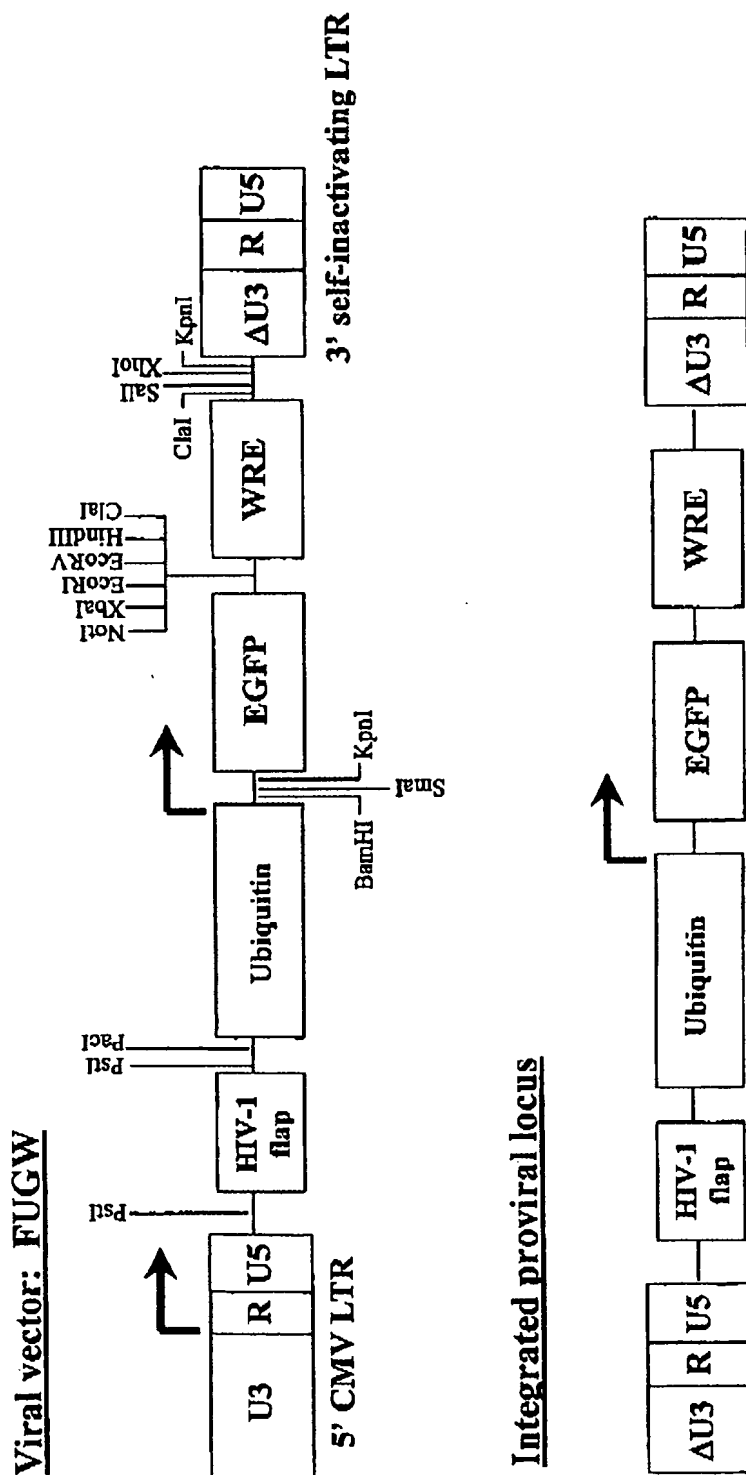 Viral vector: FUGW
U3
R
U5
5' CMV LTR
PstI
HIV-1
flap
PstI
PacI
Ubiquitin
BamHI
SmaI
KpnI
EGFP
NotI
XbaI
EcoRI
EcoRV
HindIII
ClaI
WRE
ClaI
SalI
XhoI
KpnI
ΔU3
R
U5
3' self-inactivating LTR
Integrated proviral locus
ΔU3
R
U5
HIV-1
flap
Ubiquitin
EGFP
WRE
ΔU3
R
U5